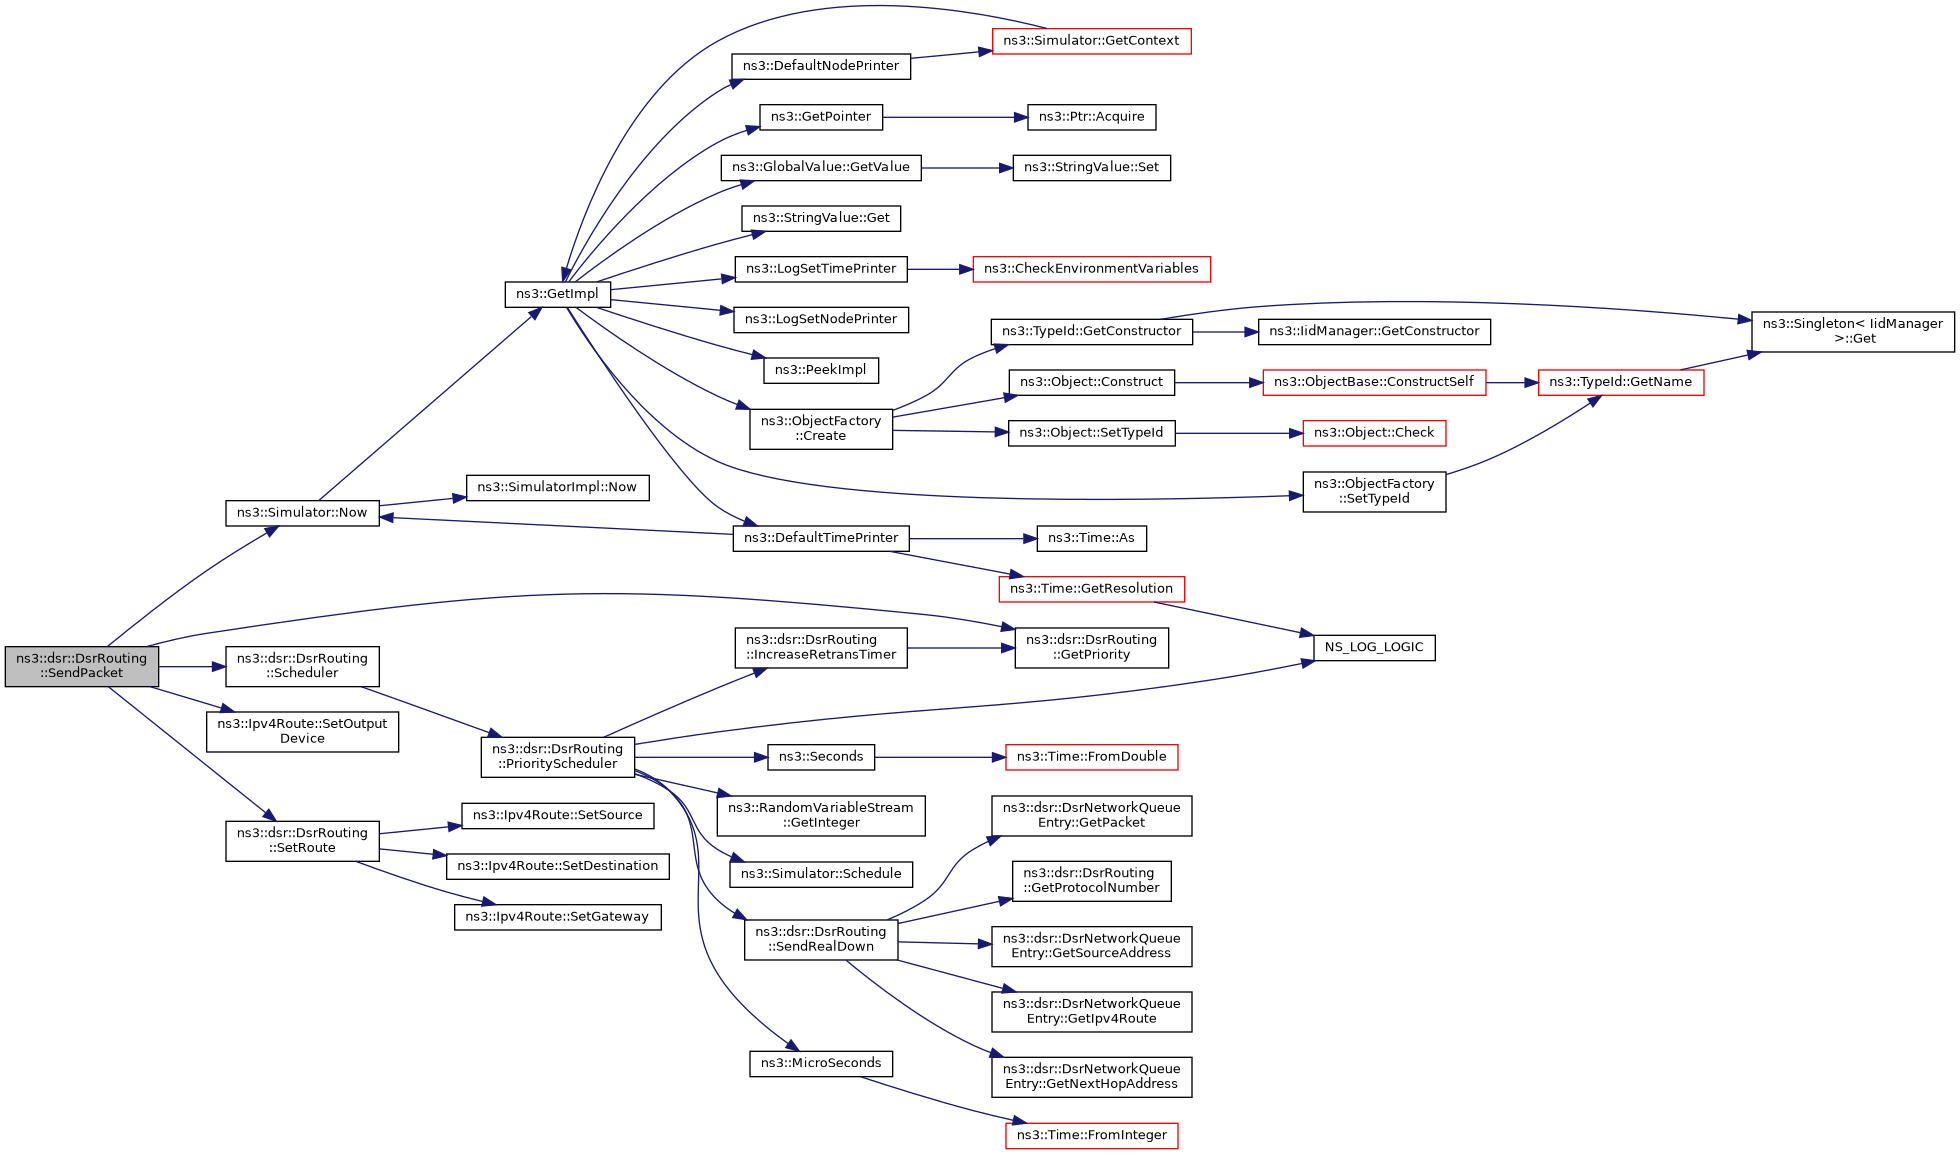 ns3::Simulator::GetContext
ns3::DefaultNodePrinter
ns3::GetPointer
ns3::Ptr::Acquire
ns3::GlobalValue::GetValue
ns3::StringValue::Set
ns3::StringValue::Get
ns3::LogSetTimePrinter
ns3::CheckEnvironmentVariables
ns3::GetImpl
ns3::LogSetNodePrinter
ns3::TypeId::GetConstructor
ns3::IidManager::GetConstructor
ns3::Singleton< IidManager
>::Get
ns3::PeekImpl
ns3::Object::Construct
ns3::ObjectBase::ConstructSelf
ns3::TypeId::GetName
ns3::ObjectFactory
::Create
ns3::Object::SetTypeId
ns3::Object::Check
ns3::ObjectFactory
::SetTypeId
ns3::SimulatorImpl::Now
ns3::Simulator::Now
ns3::DefaultTimePrinter
ns3::Time::As
ns3::Time::GetResolution
NS_LOG_LOGIC
ns3::dsr::DsrRouting
::IncreaseRetransTimer
ns3::dsr::DsrRouting
::GetPriority
ns3::dsr::DsrRouting
::SendPacket
ns3::dsr::DsrRouting
::Scheduler
ns3::Ipv4Route::SetOutput
Device
ns3::dsr::DsrRouting
::PriorityScheduler
ns3::Seconds
ns3::Time::FromDouble
ns3::RandomVariableStream
::GetInteger
ns3::dsr::DsrNetworkQueue
Entry::GetPacket
ns3::dsr::DsrRouting
::SetRoute
ns3::Ipv4Route::SetSource
ns3::Ipv4Route::SetDestination
ns3::Ipv4Route::SetGateway
ns3::Simulator::Schedule
ns3::dsr::DsrRouting
::GetProtocolNumber
ns3::dsr::DsrRouting
::SendRealDown
ns3::dsr::DsrNetworkQueue
Entry::GetSourceAddress
ns3::dsr::DsrNetworkQueue
Entry::GetIpv4Route
ns3::MicroSeconds
ns3::dsr::DsrNetworkQueue
Entry::GetNextHopAddress
ns3::Time::FromInteger